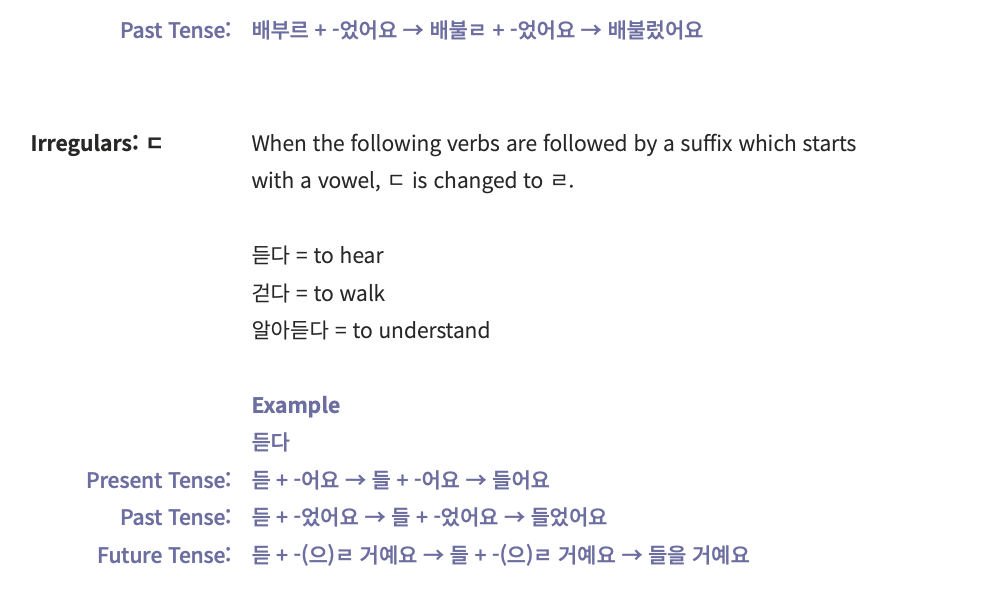 Past Tense: 배부르 + -었어요 → 배불ㄹ + -었어요 → 배불렀어요
Irregulars: ㄷ When the following verbs are followed by a suffix which starts
with a vowel, ㄷ is changed to ㄹ.
듣다 = to hear
걷다 = to walk
알아듣다 = to understand
Example
듣다
Present Tense: 듣 + -어요 → 들 + -어요 → 들어요
Past Tense: 듣 + -었어요 → 들 + -었어요 → 들었어요
Future Tense: 듣 + -(으)ㄹ 거예요 → 들 + -(으)ㄹ 거예요 → 들을 거예요